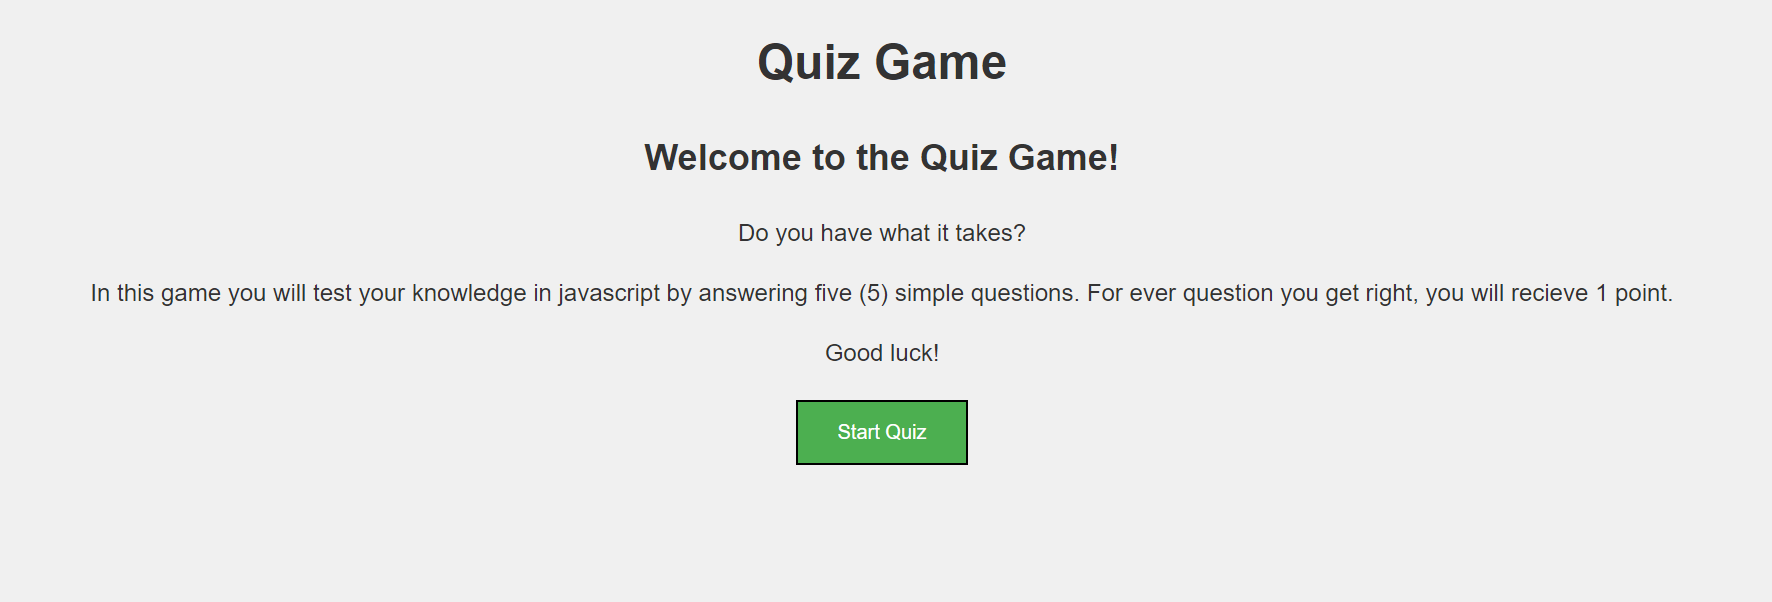 Quiz Game
Welcome to the Quiz Game!
Do you have what it takes?
In this game you will test your knowledge in javascript by answering five (5) simple questions. For ever question you get right, you will recieve 1 point.
Good luck!
Start Quiz